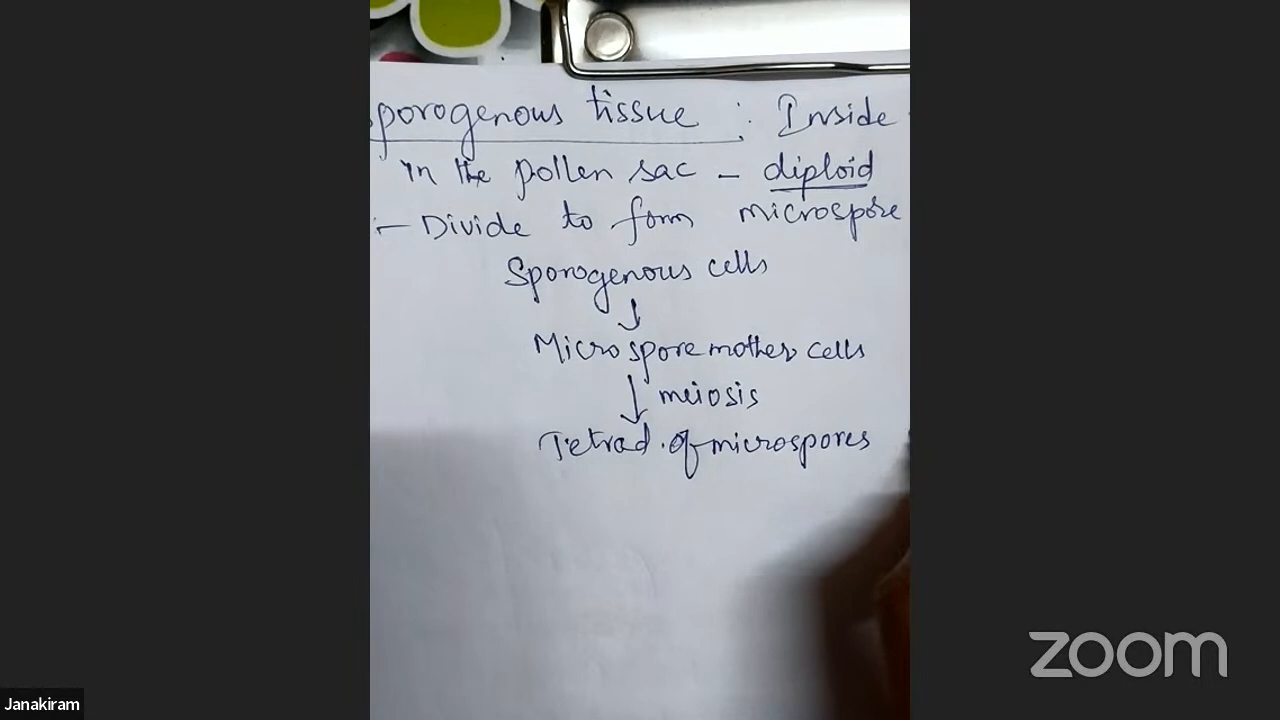 porogenous tissue : Inside
in the pollen sac - diploid
- Divide to form microspore
Sporogenous cells
↓
Microspore mother cells
↓ meiosis
Tetrad of microspores
zoom
Janakiram